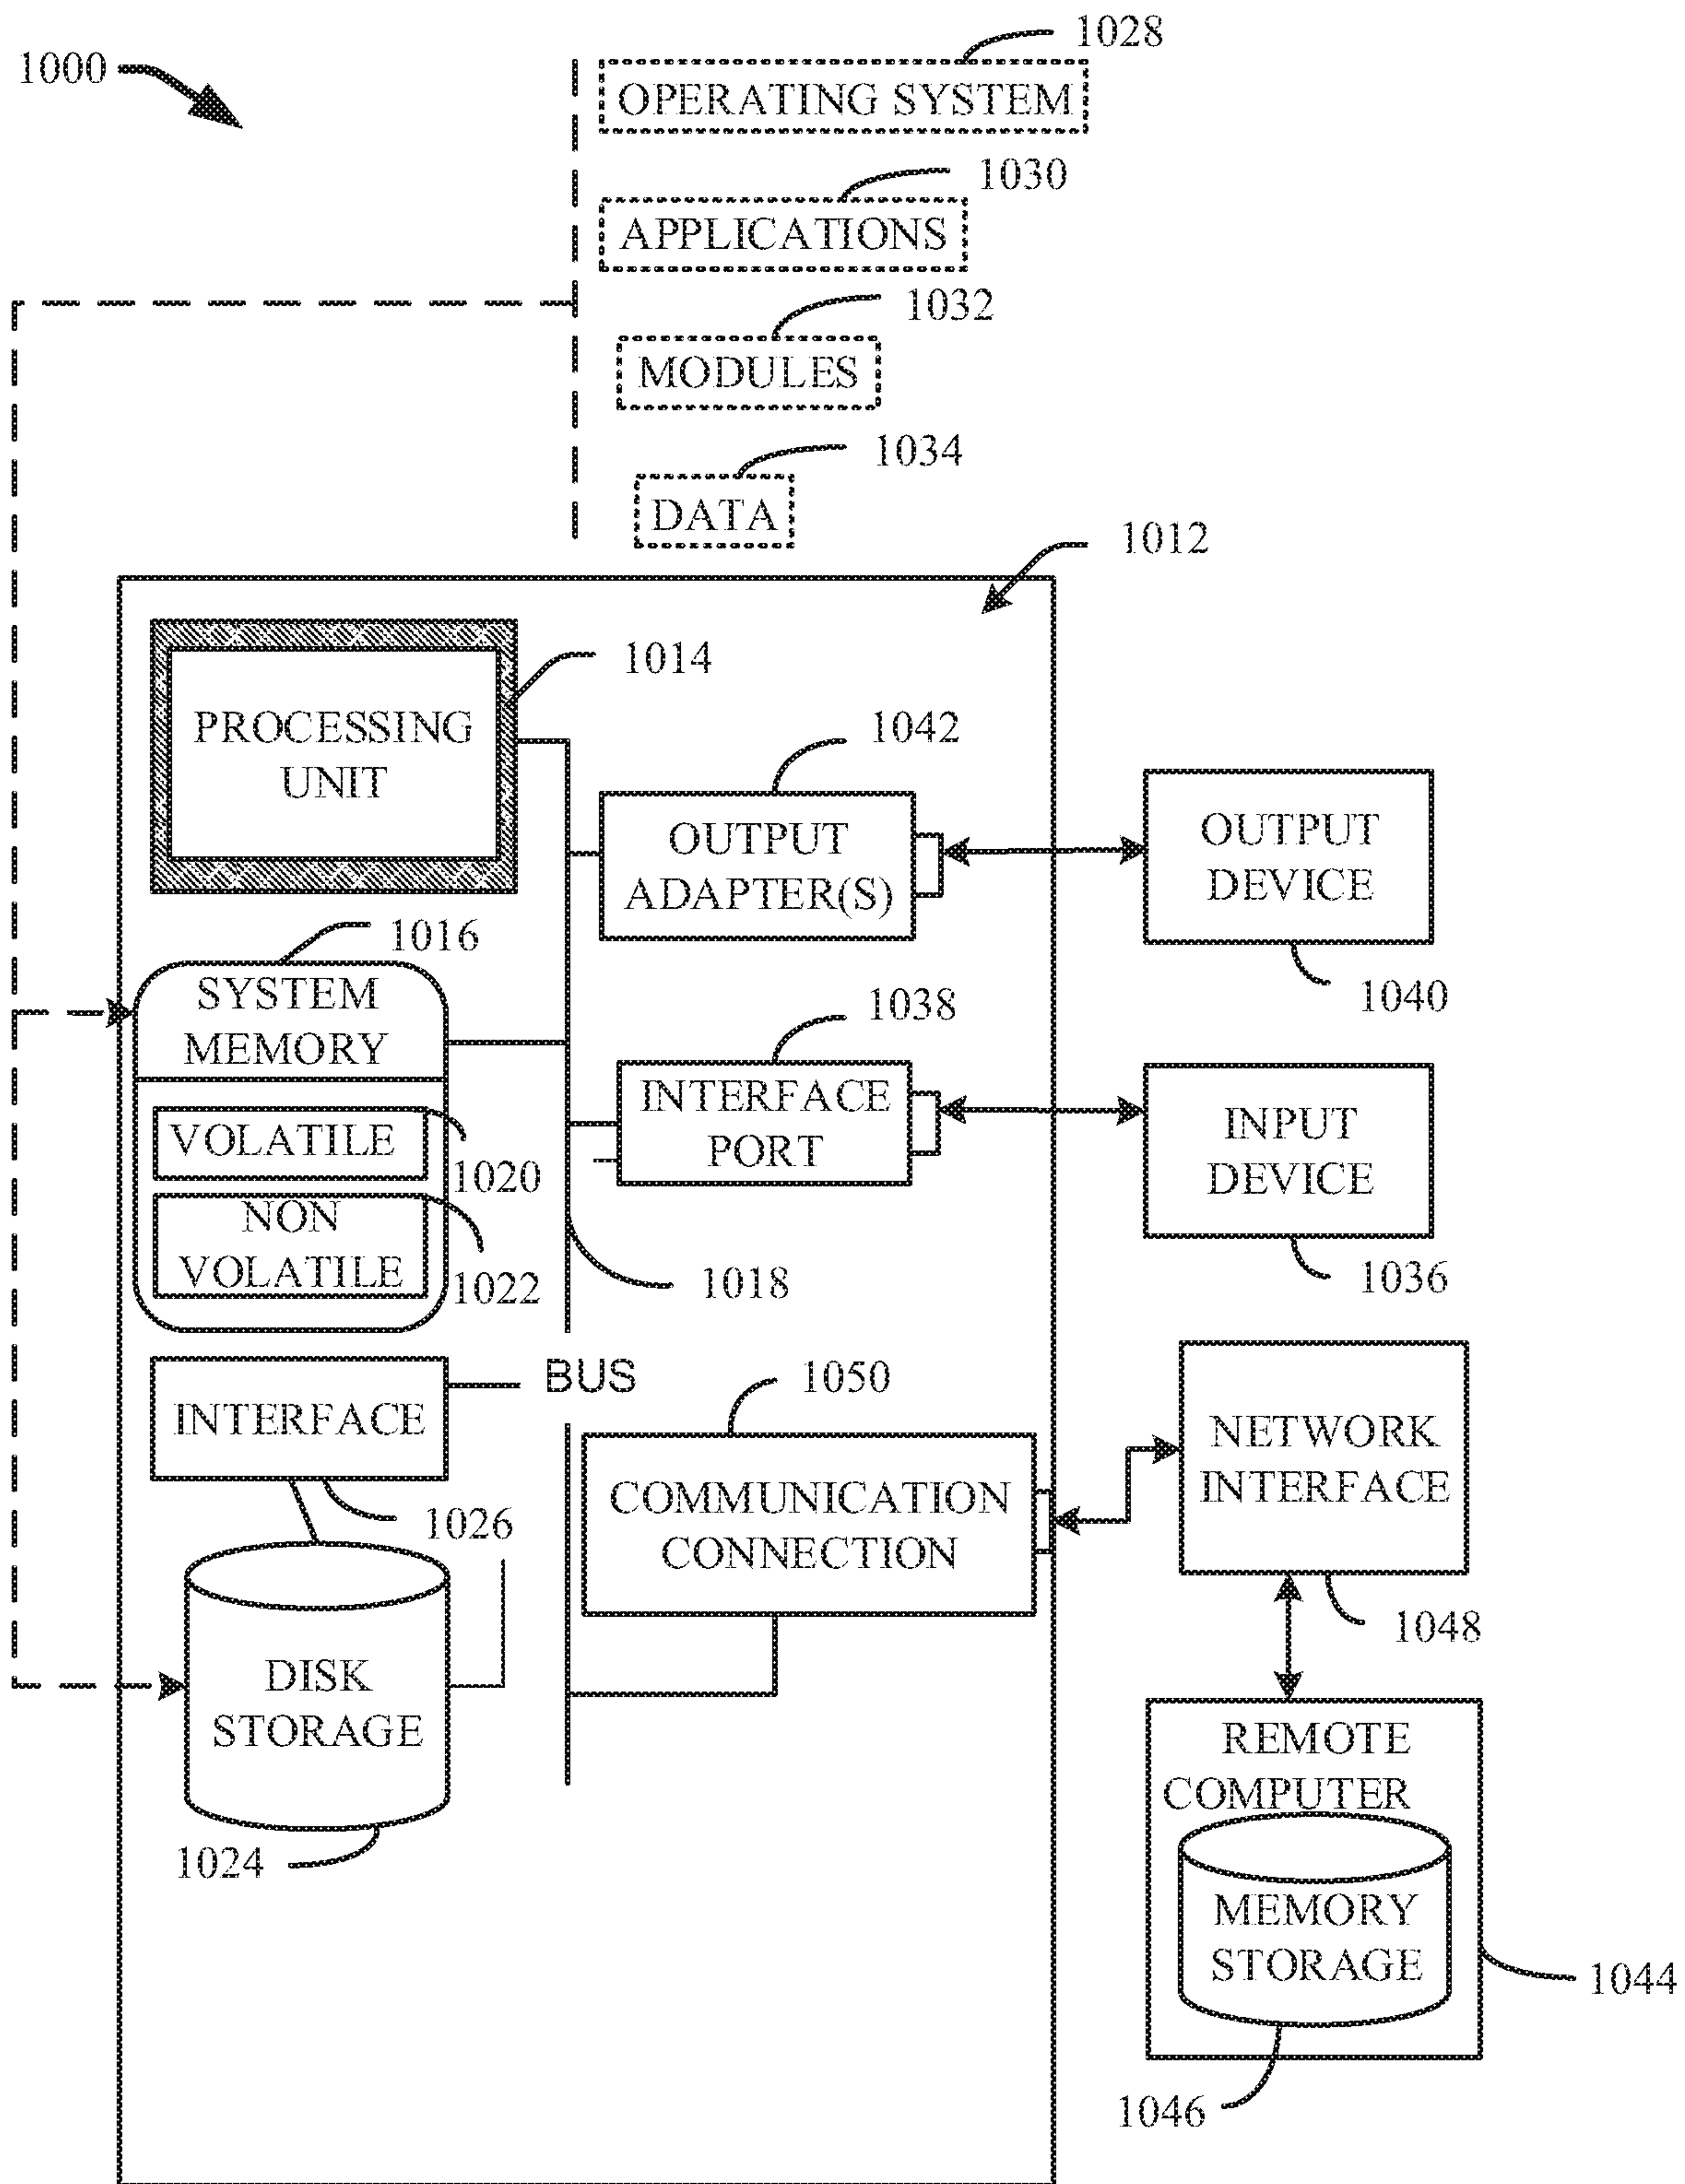 1028
1000
OPERATING SYSTEM
1030
APPLICATIONS
1032
MODULES
1034
DATA
1012
1014
PROCESSING
UNIT
1042
OUTPUT
ADAPTER(S)
OUTPUT
DEVICE
1040
1016
SYSTEM
MEMORY
1038
INTERFACE
PORT
INPUT
DEVICE
1036
VOLATILE
1020
NON
VOLATILE
1022
1018
BUS
INTERFACE
1026
1050
COMMUNICATION
CONNECTION
NETWORK
INTERFACE
1048
DISK
STORAGE
1024
REMOTE
COMPUTER
MEMORY
STORAGE
1044
1046